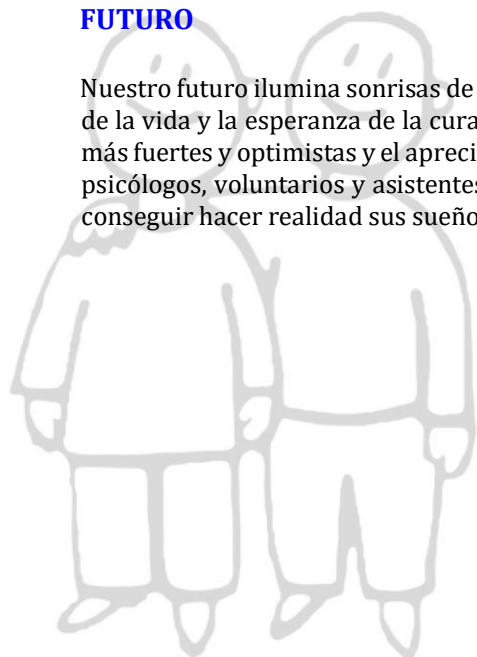 FUTURO
Nuestro futuro ilumina sonrisas de
de la vida y la esperanza de la cura
más fuertes y optimistas y el apreci
psicólogos, voluntarios y asistentes
conseguir hacer realidad sus sueño